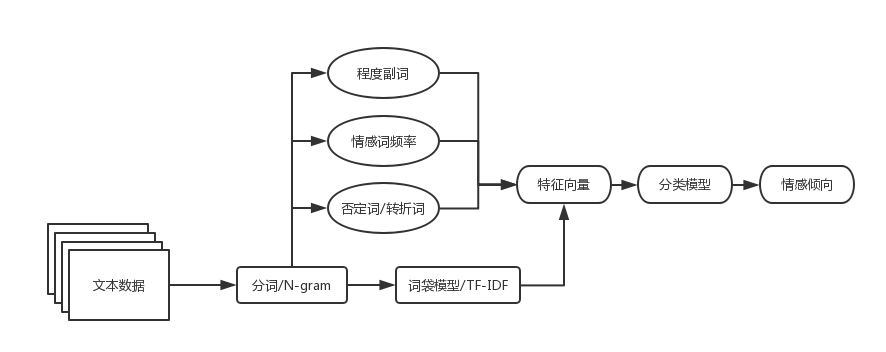 程度副词
情感词频率
否定词/转折词
特征向量
分类模型
情感倾向
文本数据
分词/N-gram
词袋模型/TF-IDF